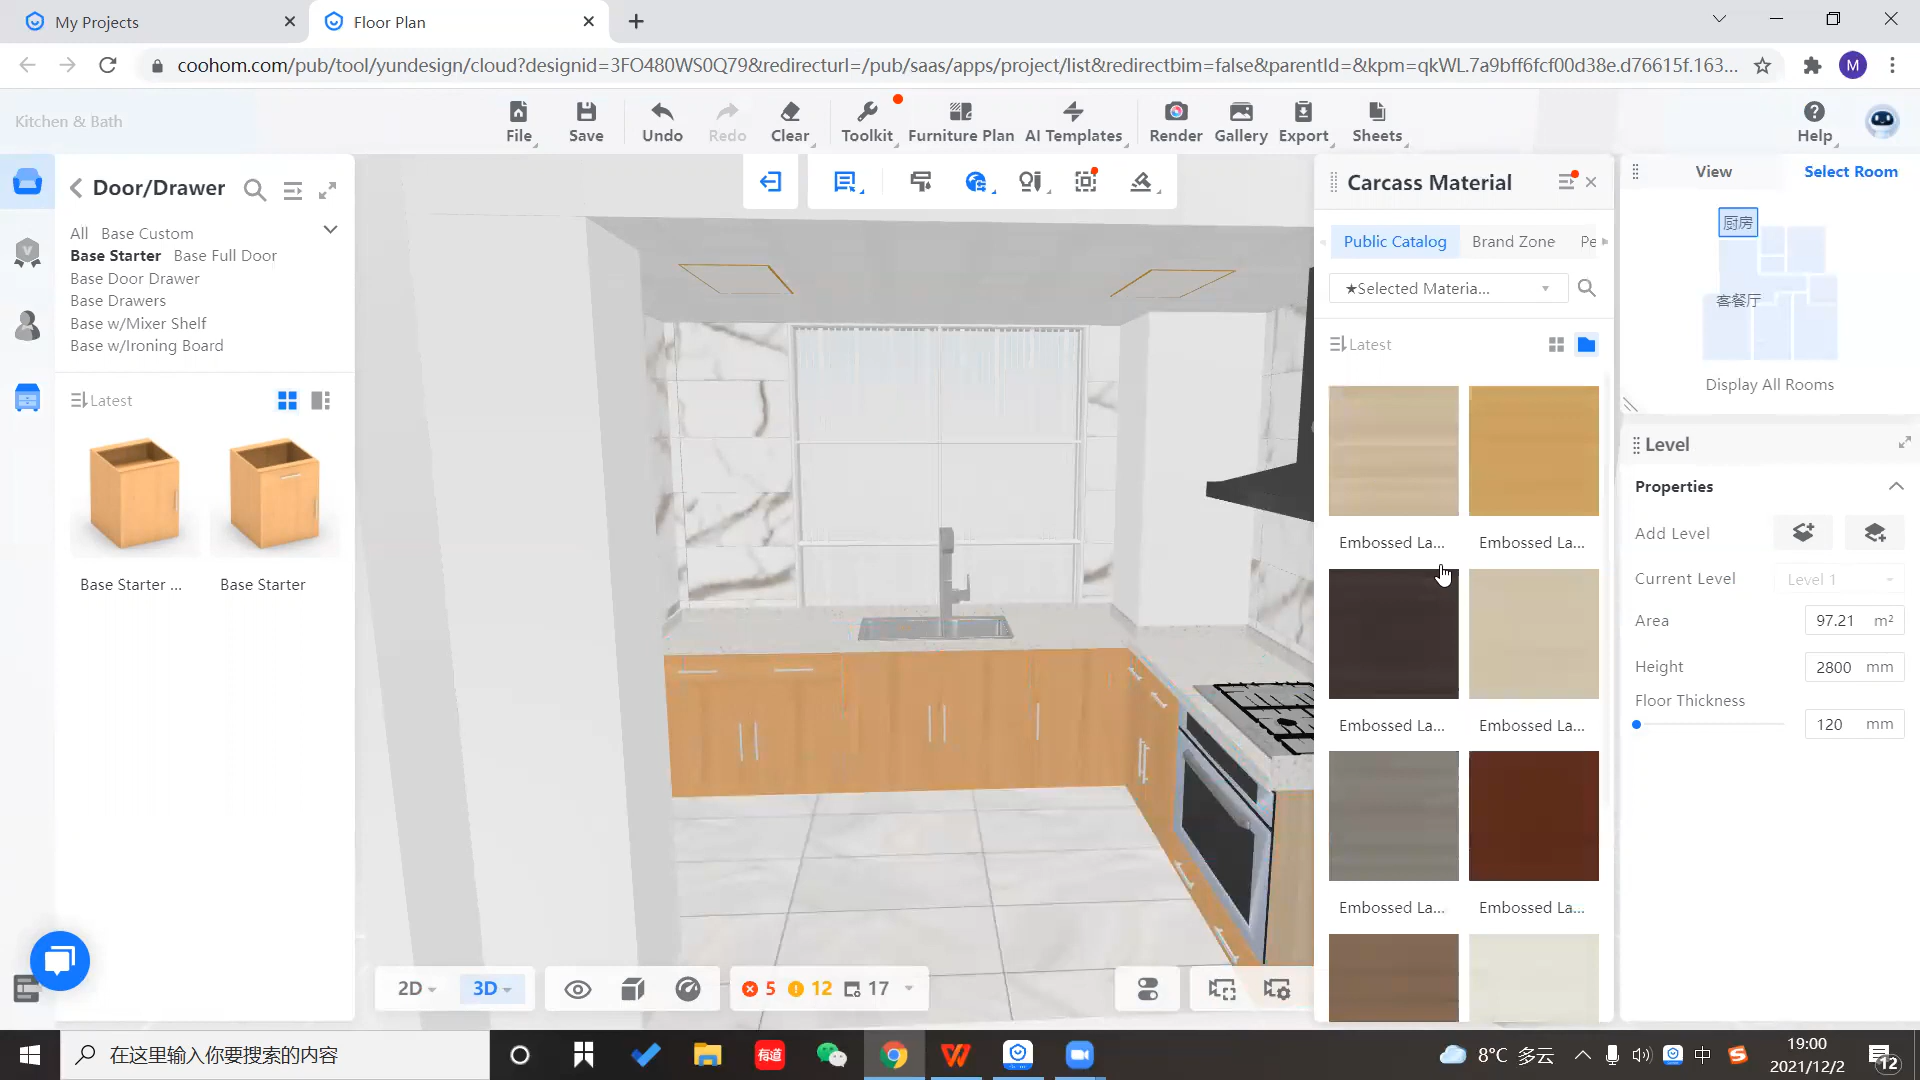 My Projects
Floor Plan
coohom.com/pub/tool/yundesign/cloud?designid=3FO480WS0Q79&redirecturl=/pub/saas/apps/project/list&redirectbim=false&parentId=&kpm=qkWL.7a9bff6fcf00d38e.d76615f.163...
M
Kitchen & Bath
File
Save
Undo
Redo
Clear
Toolkit
Furniture Plan
AI Templates
Render
Gallery
Export
Sheets
Help
Door/Drawer
All Base Custom
Base Starter Base Full Door
Base Door Drawer
Base Drawers
Base w/Mixer Shelf
Base w/Ironing Board
Latest
Base Starter ...
Base Starter
Carcass Material
Public Catalog
Brand Zone
Pe
★Selected Materia...
Latest
Embossed La...
Embossed La...
Embossed La...
Embossed La...
Embossed La...
Embossed La...
View
Select Room
厨房
客餐厅
Display All Rooms
Level
Properties
Add Level
Current Level
Level 1
Area
97.21 m²
Height
2800 mm
Floor Thickness
120 mm
2D
3D
5
12
17
在这里输入你要搜索的内容
有道
8°C 多云
中
19:00
2021/12/2
12